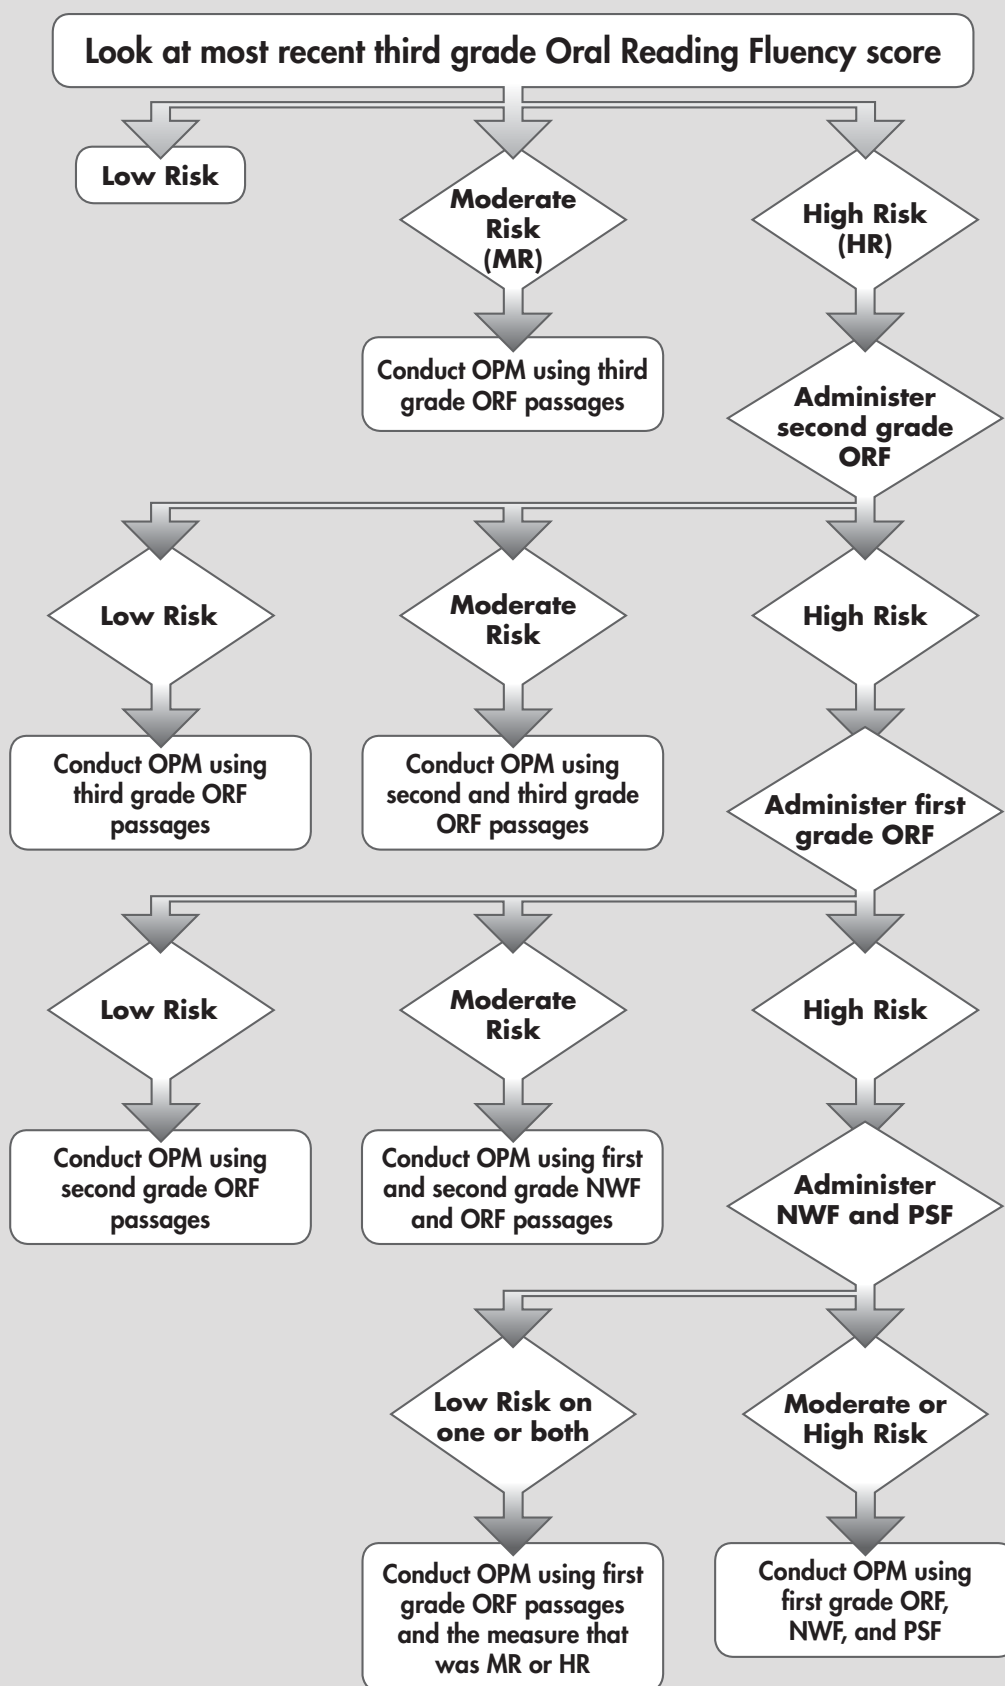 Look at most recent third grade Oral Reading Fluency score
Low Risk
Moderate
Risk
(MR)
High Risk
(HR)
Conduct OPM using third
grade ORF passages
Administer
second grade
ORF
Low Risk
Moderate
Risk
High Risk
Conduct OPM using
third grade ORF
passages
Conduct OPM using
second and third grade
ORF passages
Administer first
grade ORF
Low Risk
Moderate
Risk
High Risk
Conduct OPM using
second grade ORF
passages
Conduct OPM using first
and second grade NWF
and ORF passages
Administer
NWF and PSF
Low Risk on
one or both
Moderate or
High Risk
Conduct OPM using first
grade ORF passages
and the measure that
was MR or HR
Conduct OPM using
first grade ORF,
NWF, and PSF